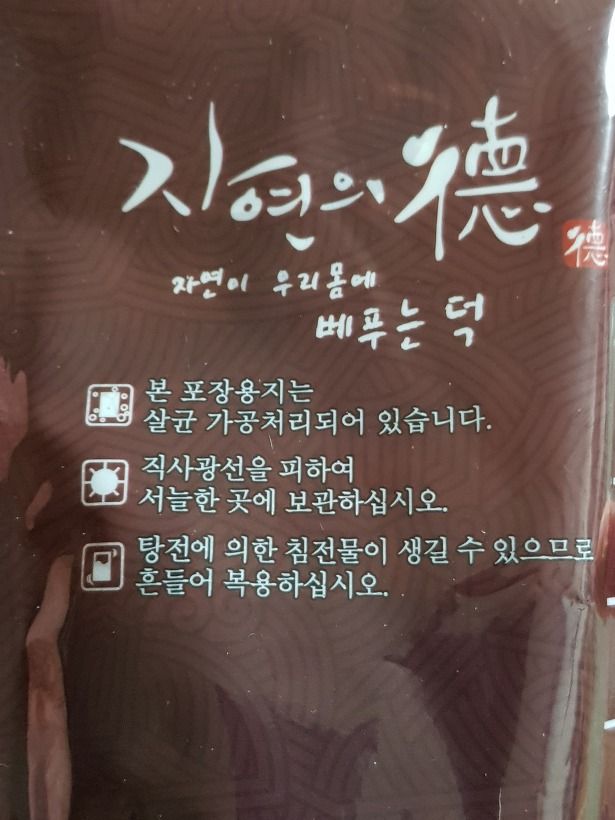 자연의 德
德
자연이 우리몸에
베푸는 덕
본 포장용지는
살균 가공처리되어 있습니다.
직사광선을 피하여
서늘한 곳에 보관하십시오.
탕전에 의한 침전물이 생길 수 있으므로
흔들어 복용하십시오.